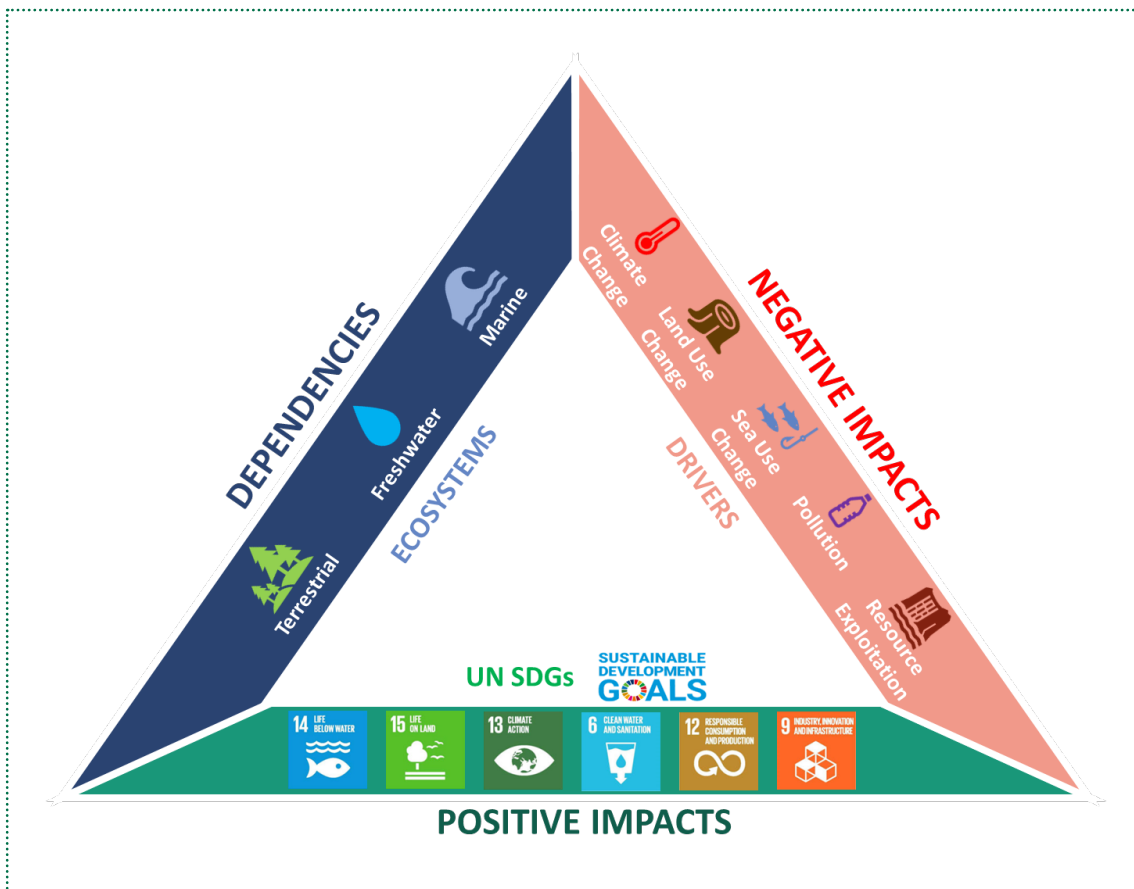 DEPENDENCIES
Marine
Freshwater
Terrestrial
ECOSYSTEMS
NEGATIVE IMPACTS
Climate
Change
Land Use
Change
Sea Use
Change
Pollution
Resource
Exploitation
DRIVERS
UN SDGs
SUSTAINABLE
DEVELOPMENT
GOALS
14 LIFE
BELOW WATER
15 LIFE
ON LAND
13 CLIMATE
ACTION
6 CLEAN WATER
AND SANITATION
12 RESPONSIBLE
CONSUMPTION
AND PRODUCTION
9 INDUSTRY, INNOVATION
AND INFRASTRUCTURE
POSITIVE IMPACTS